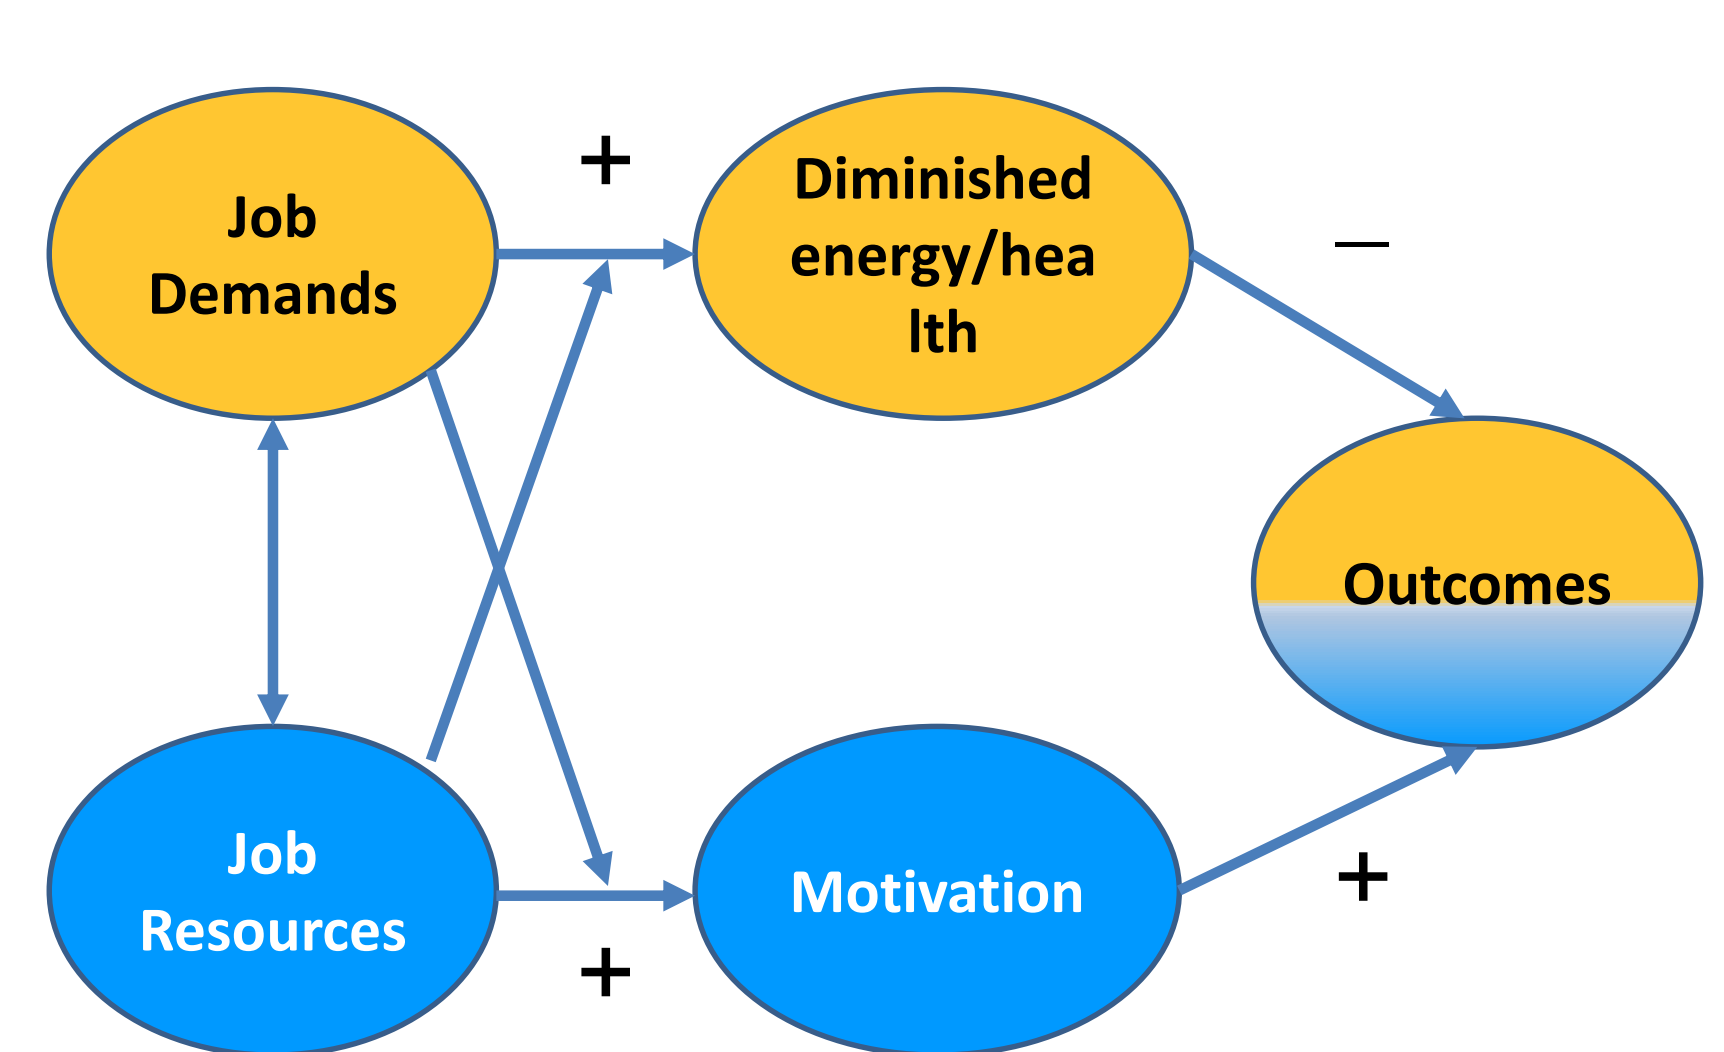 +
Job
Demands
Diminished
energy/hea
lth
–
Outcomes
Job
Resources
Motivation
+
+